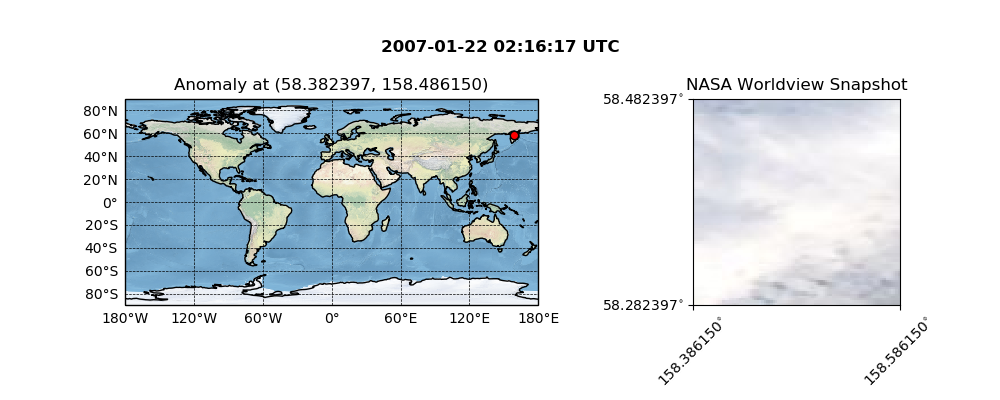 2007-01-22 02:16:17 UTC
Anomaly at (58.382397, 158.486150)
80°N
60°N
40°N
20°N
0°
20°S
40°S
60°S
80°S
180°W 120°W 60°W 0° 60°E 120°E 180°E
NASA Worldview Snapshot
58.482397°
58.282397°
158.386150°
158.586150°